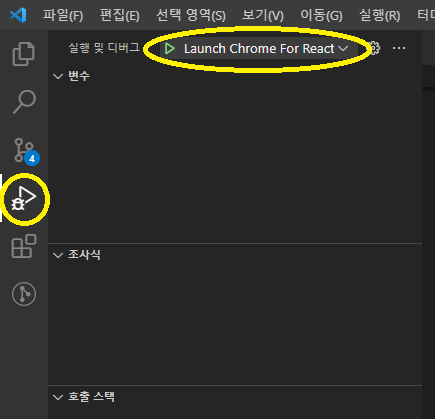 파일(F) 편집(E) 선택 영역(S) 보기(V) 이동(G) 실행(R) 터미
실행 및 디버그 Launch Chrome For React
변수
4
조사식
호출 스택